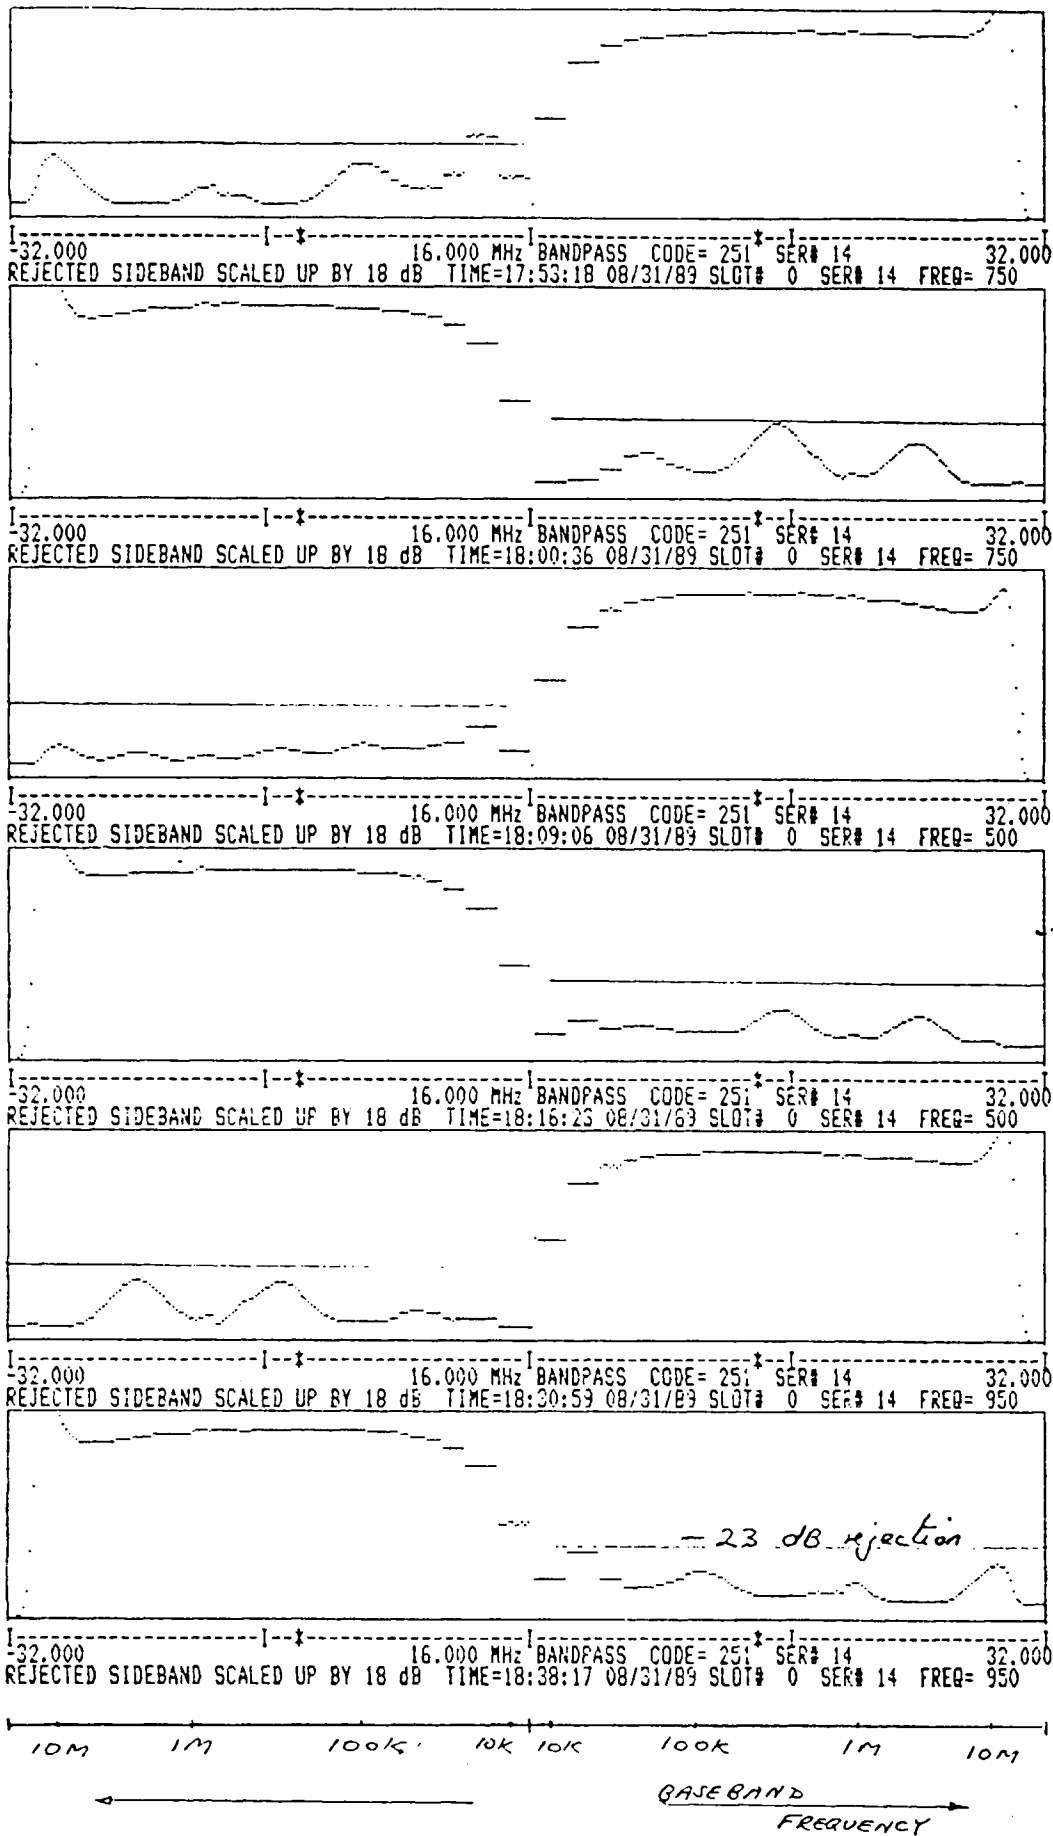 -32.000 16.000 MHz BANDPASS CODE= 251 SER# 14 32.000
REJECTED SIDEBAND SCALED UP BY 18 dB TIME=17:53:18 08/31/89 SLOT# 0 SER# 14 FREQ= 750
-32.000 16.000 MHz BANDPASS CODE= 251 SER# 14 32.000
REJECTED SIDEBAND SCALED UP BY 18 dB TIME=18:00:36 08/31/89 SLOT# 0 SER# 14 FREQ= 750
-32.000 16.000 MHz BANDPASS CODE= 251 SER# 14 32.000
REJECTED SIDEBAND SCALED UP BY 18 dB TIME=18:09:06 08/31/89 SLOT# 0 SER# 14 FREQ= 500
-32.000 16.000 MHz BANDPASS CODE= 251 SER# 14 32.000
REJECTED SIDEBAND SCALED UP BY 18 dB TIME=18:16:23 08/31/89 SLOT# 0 SER# 14 FREQ= 500
-32.000 16.000 MHz BANDPASS CODE= 251 SER# 14 32.000
REJECTED SIDEBAND SCALED UP BY 18 dB TIME=18:30:59 08/31/89 SLOT# 0 SER# 14 FREQ= 950
- 23 dB rejection
-32.000 16.000 MHz BANDPASS CODE= 251 SER# 14 32.000
REJECTED SIDEBAND SCALED UP BY 18 dB TIME=18:38:17 08/31/89 SLOT# 0 SER# 14 FREQ= 950
10M 1M 100K 10K 10K 100K 1M 10M
BASEBAND
FREQUENCY